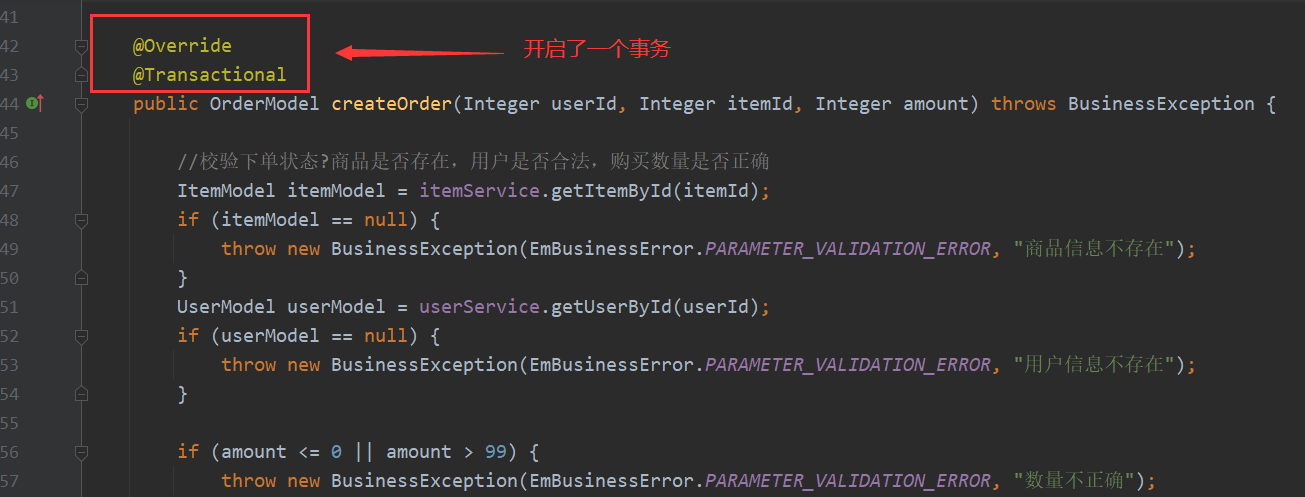 41
42 @Override
开启了一个事务
43 @Transactional
44 public OrderModel createOrder(Integer userId, Integer itemId, Integer amount) throws BusinessException {
45
46 //校验下单状态?商品是否存在，用户是否合法，购买数量是否正确
47 ItemModel itemModel = itemService.getItemById(itemId);
48 if (itemModel == null) {
49 throw new BusinessException(EmBusinessError.PARAMETER_VALIDATION_ERROR, "商品信息不存在");
50 }
51 UserModel userModel = userService.getUserById(userId);
52 if (userModel == null) {
53 throw new BusinessException(EmBusinessError.PARAMETER_VALIDATION_ERROR, "用户信息不存在");
54 }
55
56 if (amount <= 0 || amount > 99) {
57 throw new BusinessException(EmBusinessError.PARAMETER_VALIDATION_ERROR, "数量不正确");